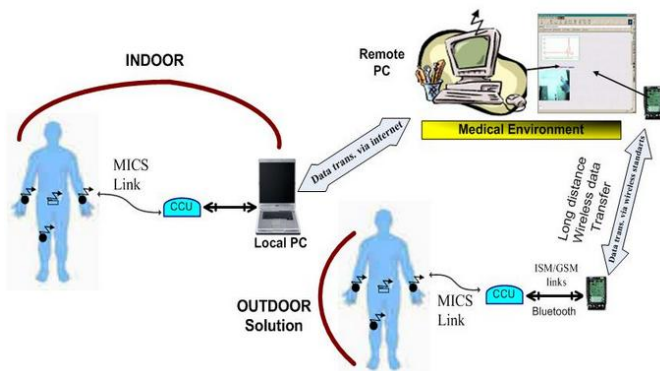 INDOOR
Remote
PC
Medical Environment
MICS
Link
CCU
Local PC
Data trans. via internet
Long distance
Wireless data
Transfer
Data trans. via wireless standarts
OUTDOOR
Solution
MICS
Link
CCU
ISM/GSM
links
Bluetooth